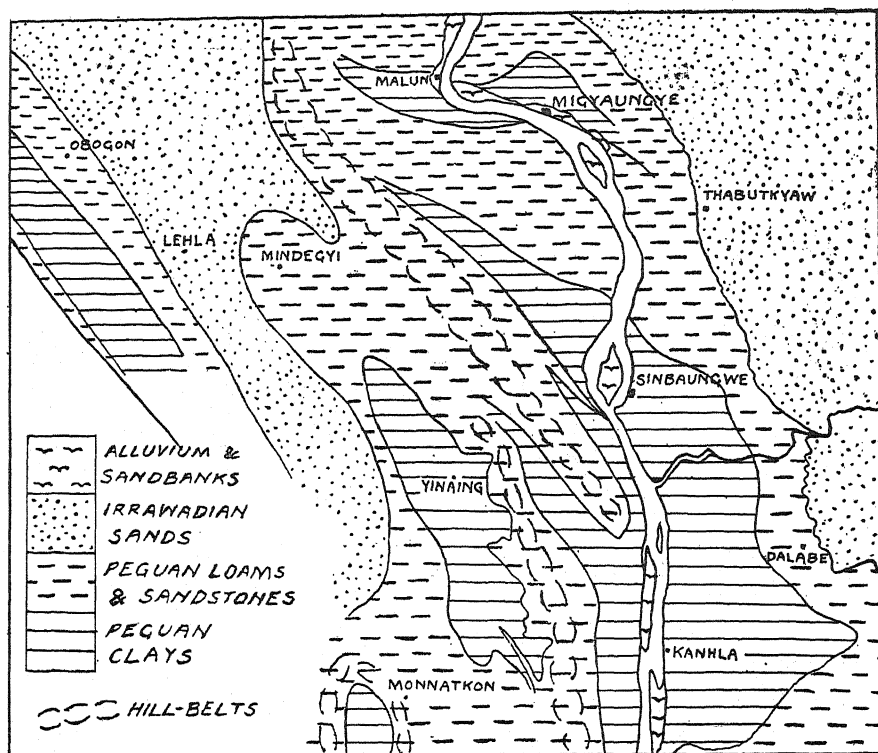 MALUN
MIGYAUNGYE
OBOGON
THABUTKYAW
LEHLA
MINDEGYI
SINBAUNGWE
YINAING
DALABE
KANHLA
MONNATKON
ALLUVIUM &
SANDBANKS
IRRAWADIAN
SANDS
PEGUAN LOAMS
& SANDSTONES
PEGUAN
CLAYS
HILL-BELTS